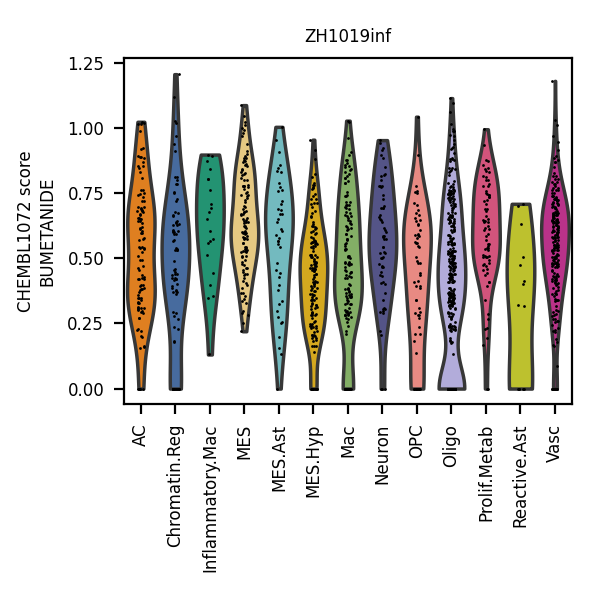 ZH1019inf
CHEMBL1072 score
BUMETANIDE
1.25
1.00
0.75
0.50
0.25
0.00
AC
Chromatin.Reg
Inflammatory.Mac
MES
MES.Ast
MES.Hyp
Mac
Neuron
OPC
Oligo
Prolif.Metab
Reactive.Ast
Vasc